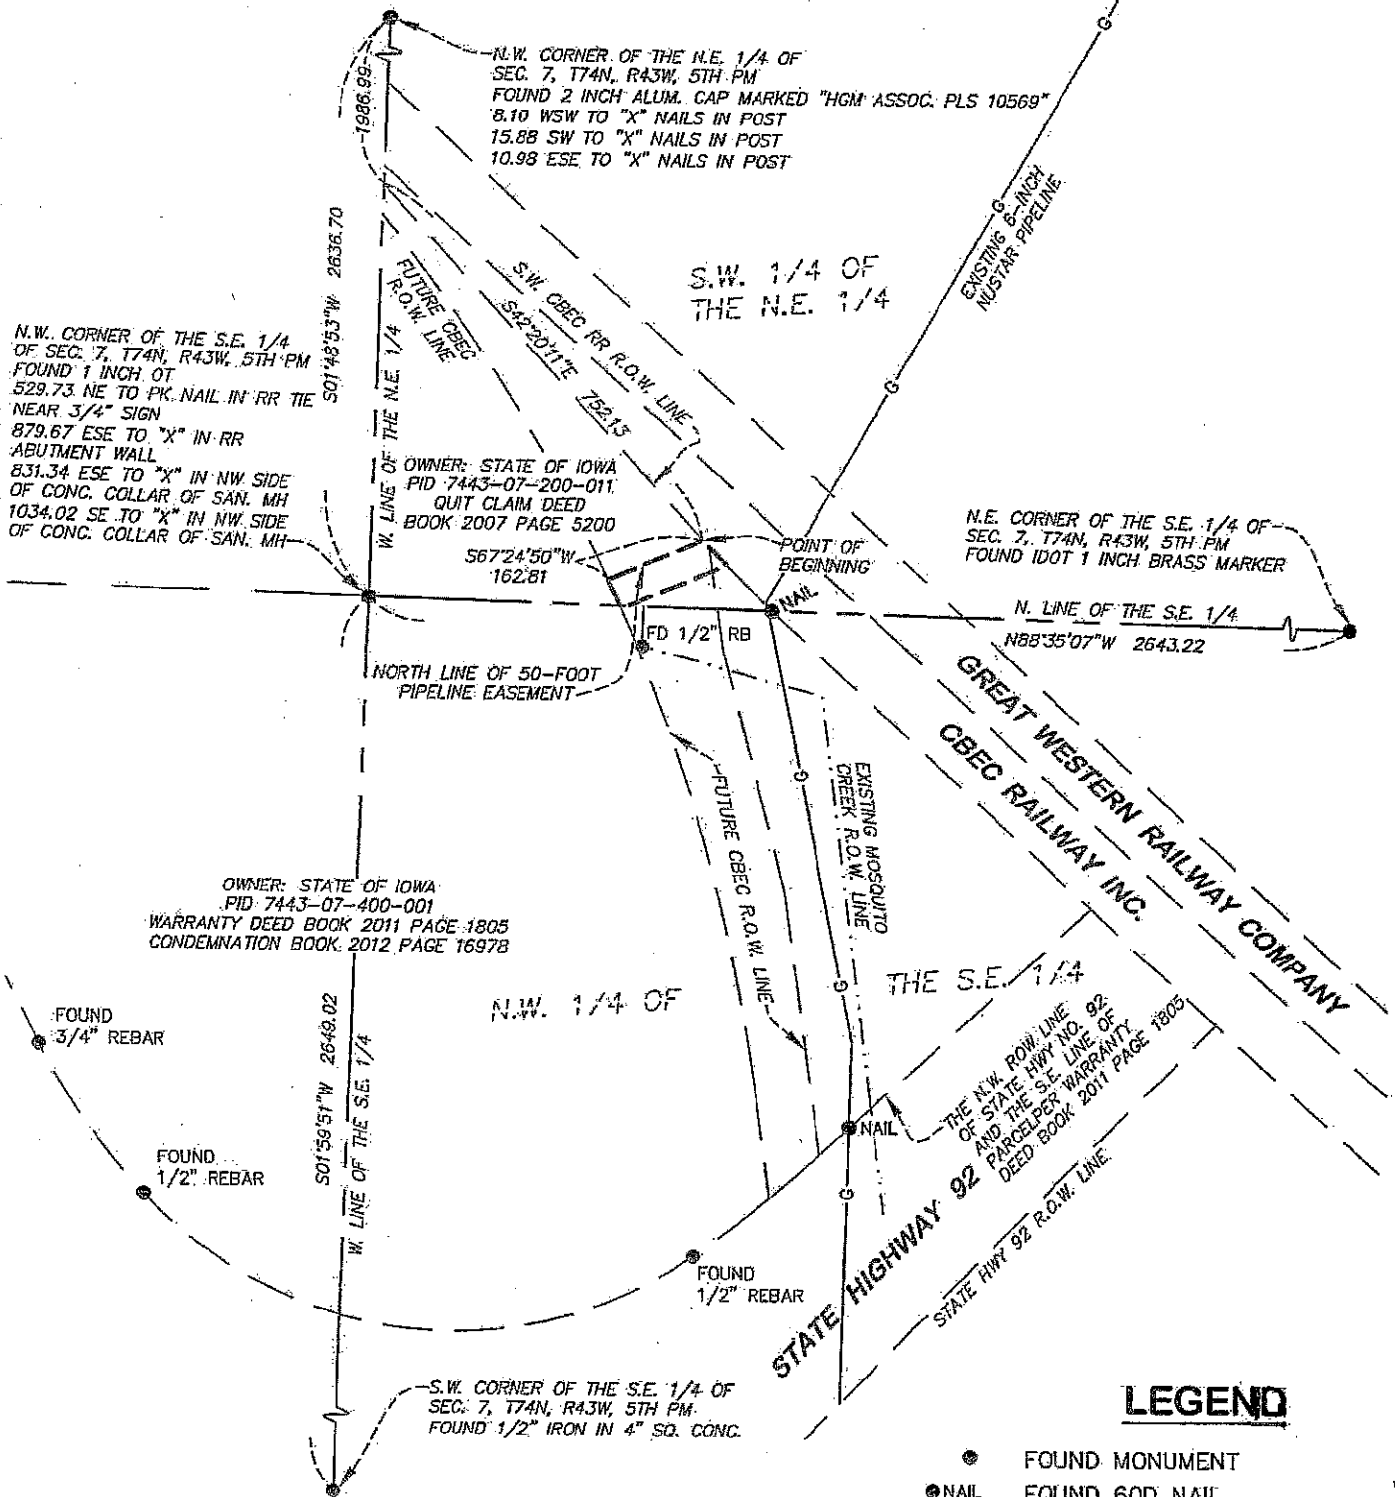 N.W. CORNER OF THE N.E. 1/4 OF
SEC. 7, T74N, R43W, 5TH PM
FOUND 2 INCH ALUM. CAP MARKED "HGM ASSOC. PLS 10569"
8.10 WSW TO "X" NAILS IN POST
15.88 SW TO "X" NAILS IN POST
10.98 ESE TO "X" NAILS IN POST
1986.99
S01°48'53"W 2636.70
W. LINE OF THE N.E. 1/4
G
G
G
EXISTING 6-INCH
NUSTAR PIPELINE
S.W. 1/4 OF
THE N.E. 1/4
FUTURE CBEC
R.O.W. LINE
S.W. CBEC RR R.O.W. LINE
S42°20'11"E 752.13
N.W. CORNER OF THE S.E. 1/4
OF SEC. 7, T74N, R43W, 5TH PM
FOUND 1 INCH OT
529.73 NE TO PK NAIL IN RR TIE
NEAR 3/4" SIGN
879.67 ESE TO "X" IN RR
ABUTMENT WALL
831.34 ESE TO "X" IN NW SIDE
OF CONC. COLLAR OF SAN. MH
1034.02 SE TO "X" IN NW SIDE
OF CONC. COLLAR OF SAN. MH
OWNER: STATE OF IOWA
PID 7443-07-200-011
QUIT CLAIM DEED
BOOK 2007 PAGE 5200
S67°24'50"W
162.81
POINT OF
BEGINNING
N.E. CORNER OF THE S.E. 1/4 OF
SEC. 7, T74N, R43W, 5TH PM
FOUND IDOT 1 INCH BRASS MARKER
NAIL
N. LINE OF THE S.E. 1/4
N88°35'07"W 2643.22
FD 1/2" RB
NORTH LINE OF 50-FOOT
PIPELINE EASEMENT
GREAT WESTERN RAILWAY COMPANY
CBEC RAILWAY INC.
G
FUTURE CBEC R.O.W. LINE
EXISTING MOSQUITO
CREEK R.O.W. LINE
OWNER: STATE OF IOWA
PID 7443-07-400-001
WARRANTY DEED BOOK 2011 PAGE 1805
CONDEMNATION BOOK 2012 PAGE 16978
N.W. 1/4 OF
THE S.E. 1/4
G
FOUND
3/4" REBAR
S01°59'51"W 2649.02
W. LINE OF THE S.E. 1/4
THE N.W. ROW LINE
OF STATE HWY NO. 92
AND THE S.E. LINE OF
PARCELPER WARRANTY
DEED BOOK 2011 PAGE 1805
NAIL
FOUND
1/2" REBAR
G
STATE HIGHWAY 92
STATE HWY 92 R.O.W. LINE
FOUND
1/2" REBAR
S.W. CORNER OF THE S.E. 1/4 OF
SEC. 7, T74N, R43W, 5TH PM
FOUND 1/2" IRON IN 4" SQ. CONC.
LEGEND
FOUND MONUMENT
NAIL FOUND 60D NAIL